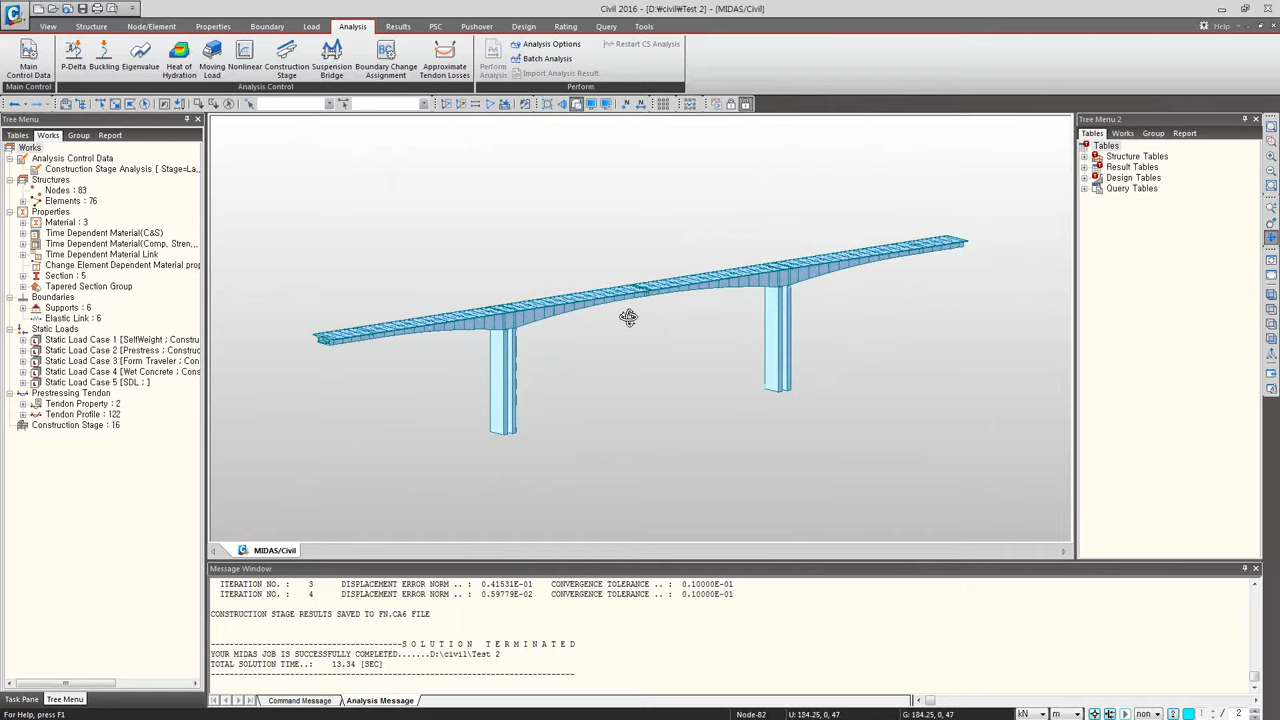 Civil 2016 - [D:\civil\Test 2] - [MIDAS/Civil]
View Structure Node/Element Properties Boundary Load Analysis Results PSC Pushover Design Rating Query Tools
Help
Main Control Data
P-Delta
Buckling
Eigenvalue
Heat of Hydration
Moving Load
Nonlinear
Construction Stage
Suspension Bridge
Boundary Change Assignment
Approximate Tendon Losses
Perform Analysis
Analysis Options
Batch Analysis
Import Analysis Result
Restart CS Analysis
Main Control
Analysis Control
Perform
Tree Menu
Tables Works Group Report
Works
Analysis Control Data
Construction Stage Analysis [ Stage=La,,,
Structures
Nodes : 83
Elements : 76
Properties
Material : 3
Time Dependent Material(C&S)
Time Dependent Material(Comp, Stren,,,
Time Dependent Material Link
Change Element Dependent Material prop
Section : 5
Tapered Section Group
Boundaries
Supports : 6
Elastic Link : 6
Static Loads
Static Load Case 1 [SelfWeight ; Constru
Static Load Case 2 [Prestress ; Construc
Static Load Case 3 [Form Traveler ; Cons
Static Load Case 4 [Wet Concrete ; Cons
Static Load Case 5 [SDL ; ]
Prestressing Tendon
Tendon Property : 2
Tendon Profile : 122
Construction Stage : 16
Task Pane
Tree Menu
MIDAS/Civil
Tree Menu 2
Tables Works Group Report
Tables
Structure Tables
Result Tables
Design Tables
Query Tables
Message Window
ITERATION NO. : 3 DISPLACEMENT ERROR NORM .. : 0.41531E-01 CONVERGENCE TOLERANCE .. : 0.10000E-01
ITERATION NO. : 4 DISPLACEMENT ERROR NORM .. : 0.59779E-02 CONVERGENCE TOLERANCE .. : 0.10000E-01
CONSTRUCTION STAGE RESULTS SAVED TO FN.CA6 FILE
------------------------------------S O L U T I O N   T E R M I N A T E D
YOUR MIDAS JOB IS SUCCESSFULLY COMPLETED.......D:\civil\Test 2
TOTAL SOLUTION TIME..: 13.34 [SEC]
Command Message
Analysis Message
For Help, press F1
Node-82
U: 184.25, 0, 47
G: 184.25, 0, 47
kN
m
non
?
/ 2